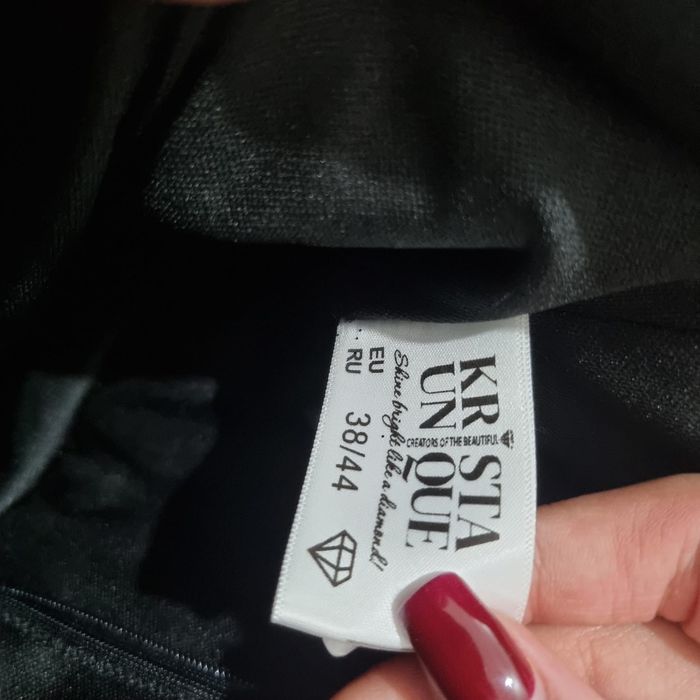 KR STA
UN QUE
CREATORS OF THE BEAUTIFUL
Shine bright like a diamond!
EU
RU 38/44